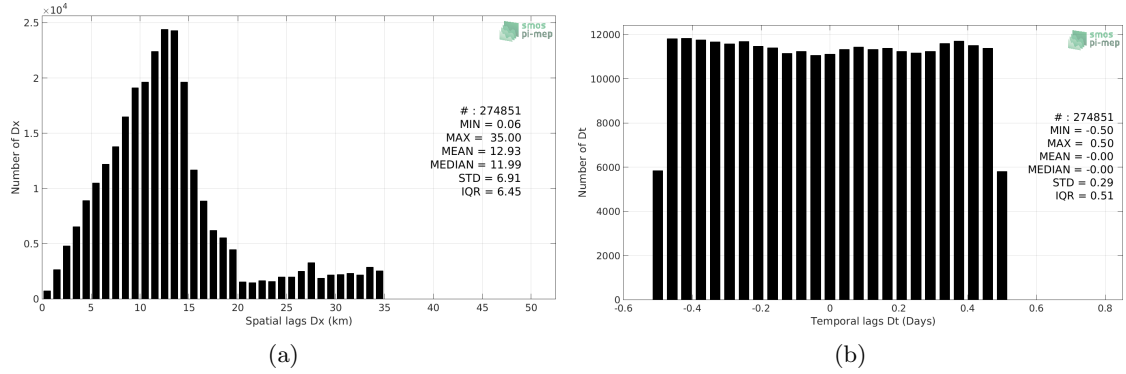 ×10⁴
2.5
2
1.5
1
0.5
0
0 5 10 15 20 25 30 35 40 45 50
Number of Dx
Spatial lags Dx (km)
smos
pi-mep
# : 274851
MIN = 0.06
MAX = 35.00
MEAN = 12.93
MEDIAN = 11.99
STD = 6.91
IQR = 6.45
(a)
12000
10000
8000
6000
4000
2000
0
-0.6 -0.4 -0.2 0 0.2 0.4 0.6 0.8
Number of Dt
Temporal lags Dt (Days)
smos
pi-mep
# : 274851
MIN = -0.50
MAX = 0.50
MEAN = -0.00
MEDIAN = -0.00
STD = 0.29
IQR = 0.51
(b)